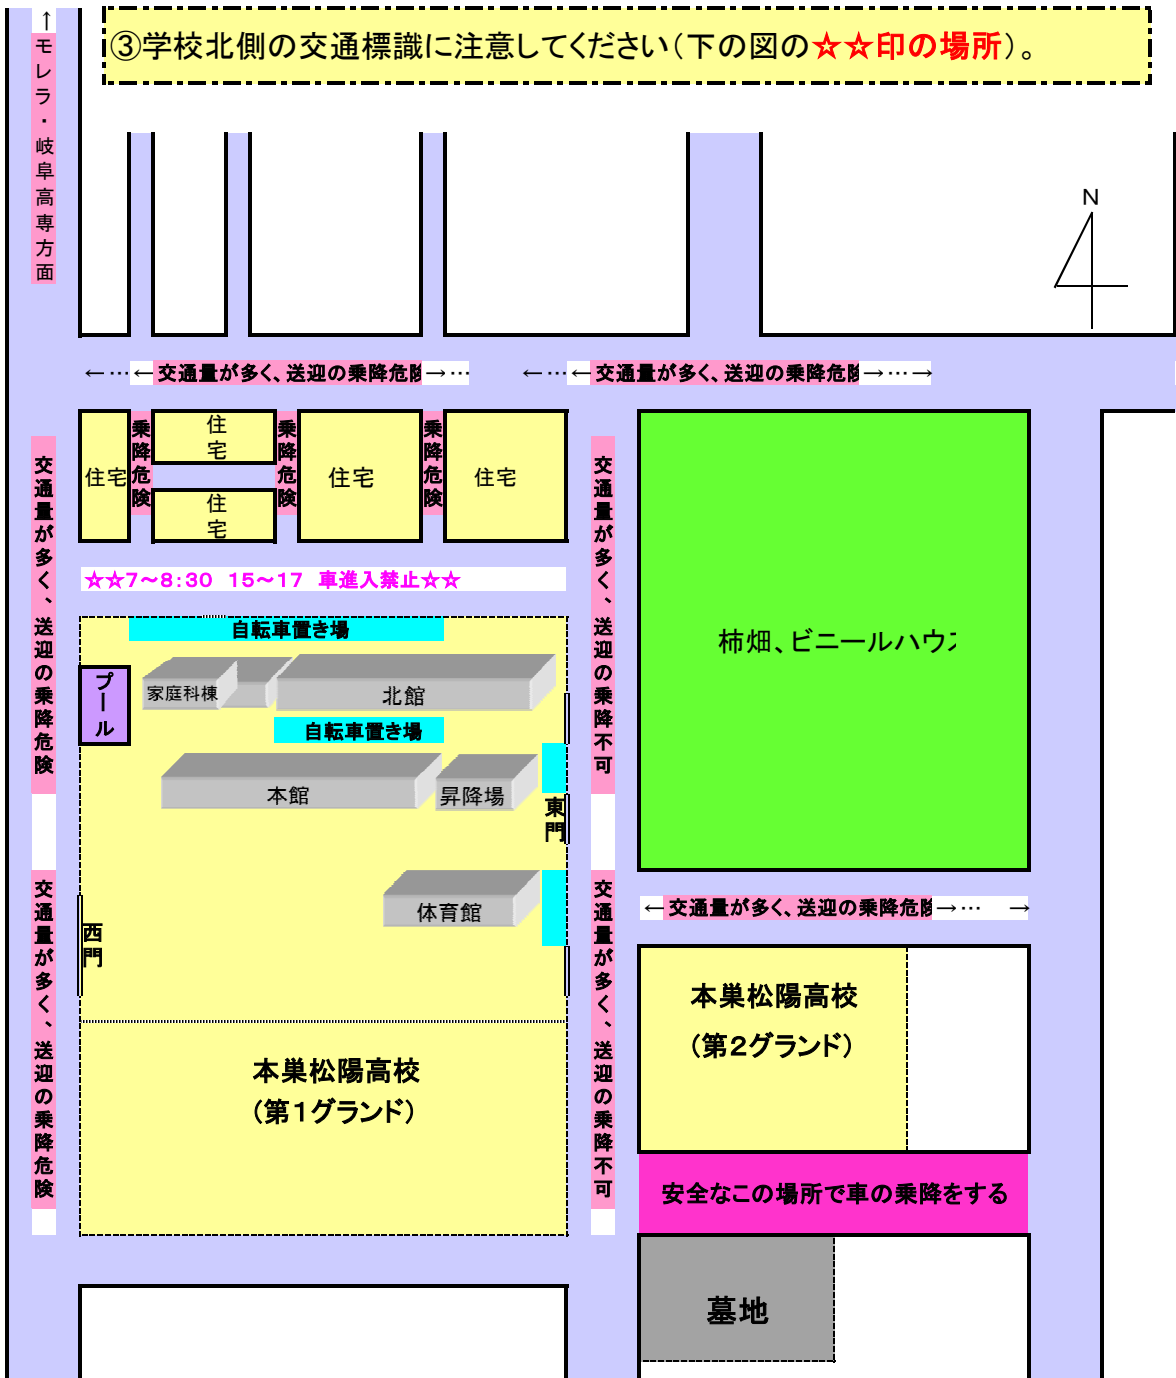 ③学校北側の交通標識に注意してください（下の図の☆☆印の場所）。
↑モレラ・岐阜高専方面
N
←…←交通量が多く、送迎の乗降危険→…
←…←交通量が多く、送迎の乗降危険→…→
住宅
乗降危険
住宅
住宅
乗降危険
住宅
乗降危険
住宅
交通量が多く、送迎の乗降危険
交通量が多く、送迎の乗降不可
☆☆7～8:30 15～17 車進入禁止☆☆
自転車置き場
プール
家庭科棟
北館
自転車置き場
本館
昇降場
東門
柿畑、ビニールハウス
体育館
西門
交通量が多く、送迎の乗降危険
交通量が多く、送迎の乗降不可
←交通量が多く、送迎の乗降危険→… →
本巣松陽高校
（第2グランド）
本巣松陽高校
（第1グランド）
安全なこの場所で車の乗降をする
墓地